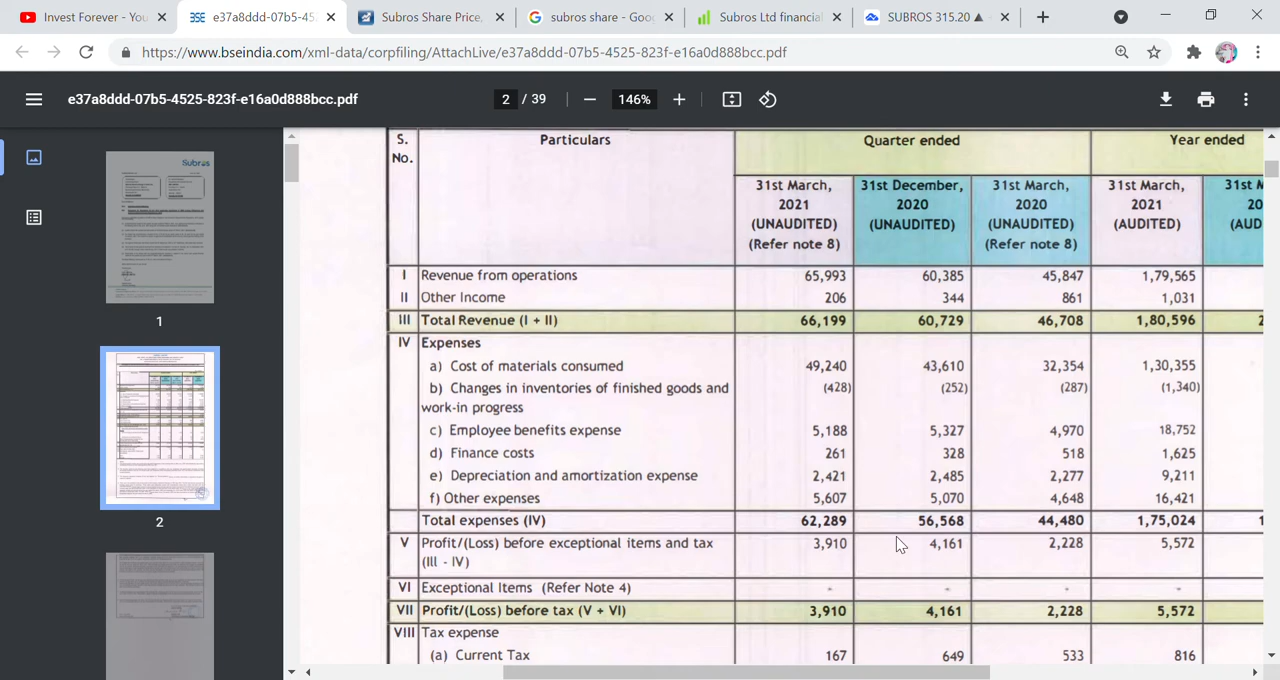 Invest Forever - You
e37a8ddd-07b5-45
Subros Share Price,
subros share - Goo
Subros Ltd financial
SUBROS 315.20 ▲
https://www.bseindia.com/xml-data/corpfiling/AttachLive/e37a8ddd-07b5-4525-823f-e16a0d888bcc.pdf
e37a8ddd-07b5-4525-823f-e16a0d888bcc.pdf
2 / 39
146%
Subros
1
2
S. No. Particulars Quarter ended Year ended
31st March, 31st December, 31st March, 31st March, 31st M
2021 2020 2020 2021 20
(UNAUDITED) (UNAUDITED) (UNAUDITED) (AUDITED) (AUD
(Refer note 8) (Refer note 8)
I Revenue from operations 65,993 60,385 45,847 1,79,565
II Other Income 206 344 861 1,031
III Total Revenue (I + II) 66,199 60,729 46,708 1,80,596 2
IV Expenses
a) Cost of materials consumed 49,240 43,610 32,354 1,30,355
b) Changes in inventories of finished goods and (428) (252) (287) (1,340)
work-in progress
c) Employee benefits expense 5,188 5,327 4,970 18,752
d) Finance costs 261 328 518 1,625
e) Depreciation and amortization expense 2,421 2,485 2,277 9,211
f) Other expenses 5,607 5,070 4,648 16,421
Total expenses (IV) 62,289 56,568 44,480 1,75,024 1
V Profit/(Loss) before exceptional items and tax 3,910 4,161 2,228 5,572
(III - IV)
VI Exceptional Items (Refer Note 4) - - - -
VII Profit/(Loss) before tax (V + VI) 3,910 4,161 2,228 5,572
VIII Tax expense
(a) Current Tax 167 649 533 816